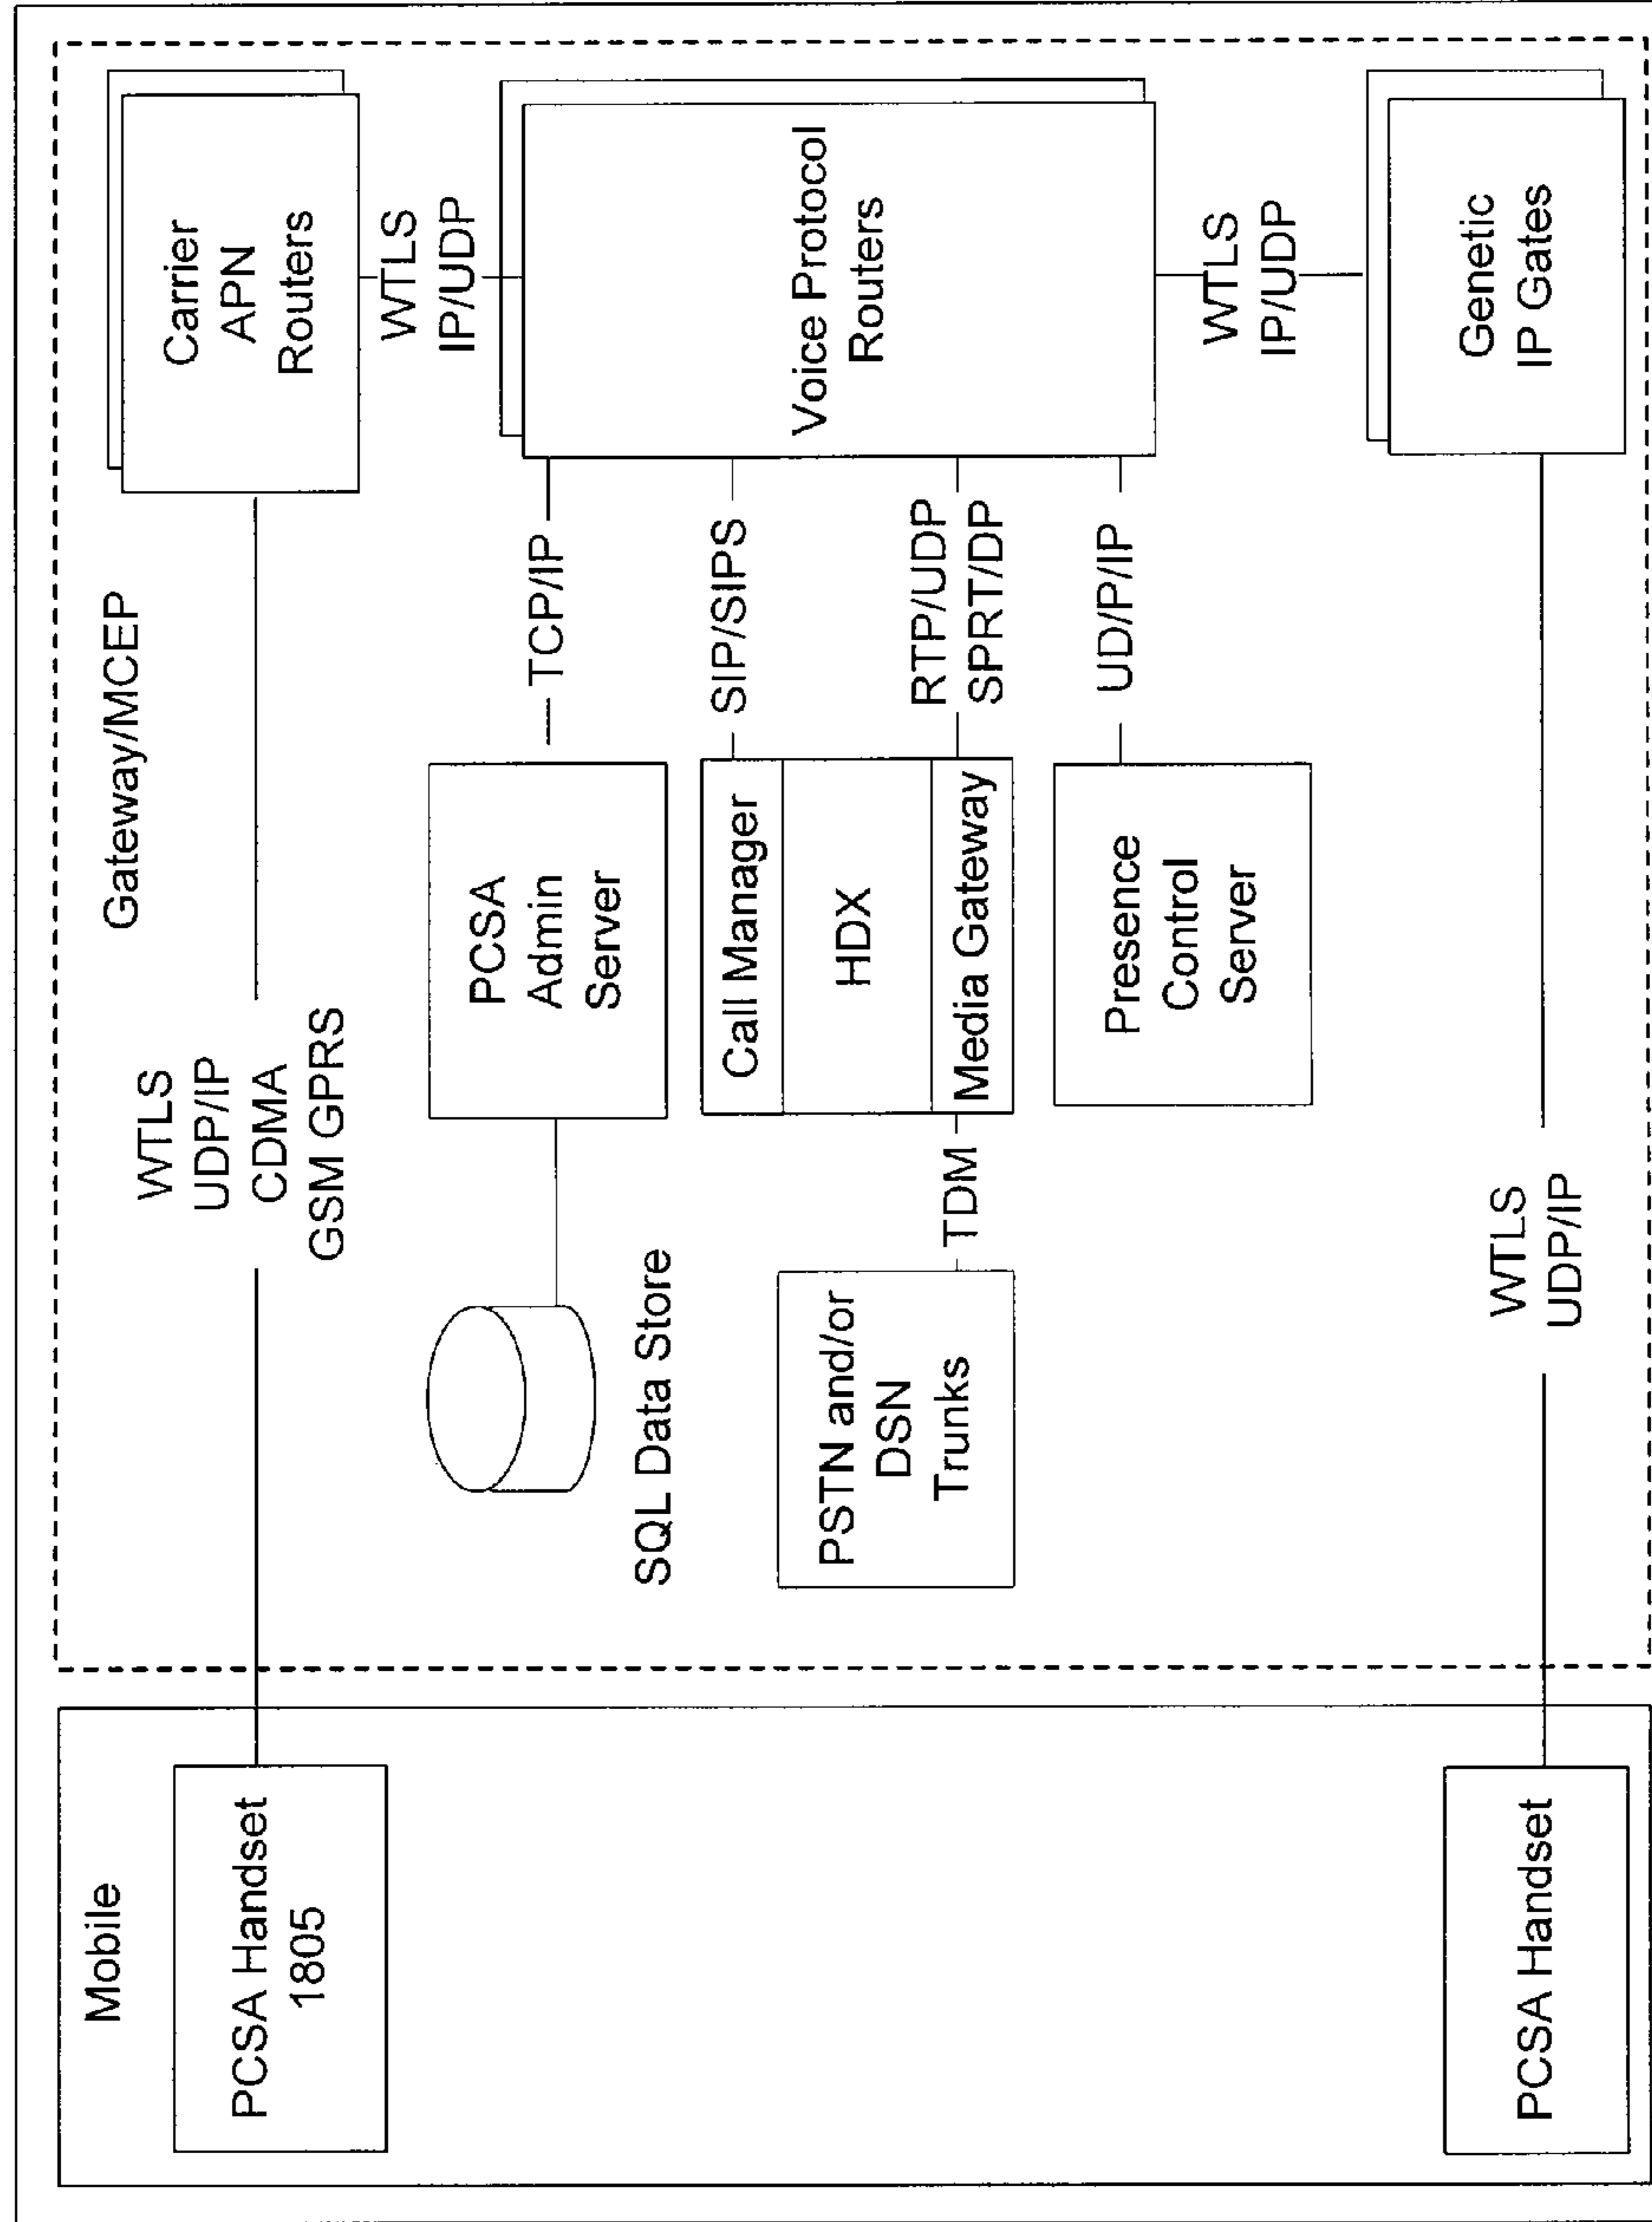 Mobile
PCSA Handset
1805
PCSA Handset
Gateway/MCEP
WTLS
UDP/IP
CDMA
GSM GPRS
Carrier
APN
Routers
WTLS
IP/UDP
SQL Data Store
PCSA
Admin
Server
TCP/IP
Voice Protocol
Routers
PSTN and/or
DSN
Trunks
TDM
Call Manager
HDX
Media Gateway
SIP/SIPS
RTP/UDP
SPRT/DP
Presence
Control
Server
UD/P/IP
WTLS
IP/UDP
WTLS
UDP/IP
Genetic
IP Gates